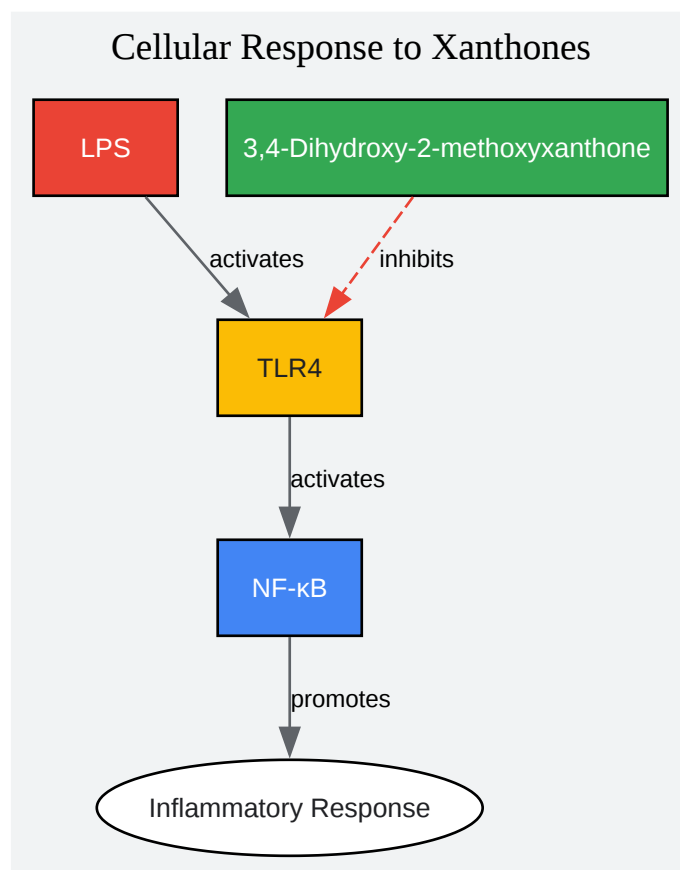 Cellular Response to Xanthones
LPS
3,4-Dihydroxy-2-methoxyxanthone
activates
inhibits
TLR4
activates
NF-κB
promotes
Inflammatory Response